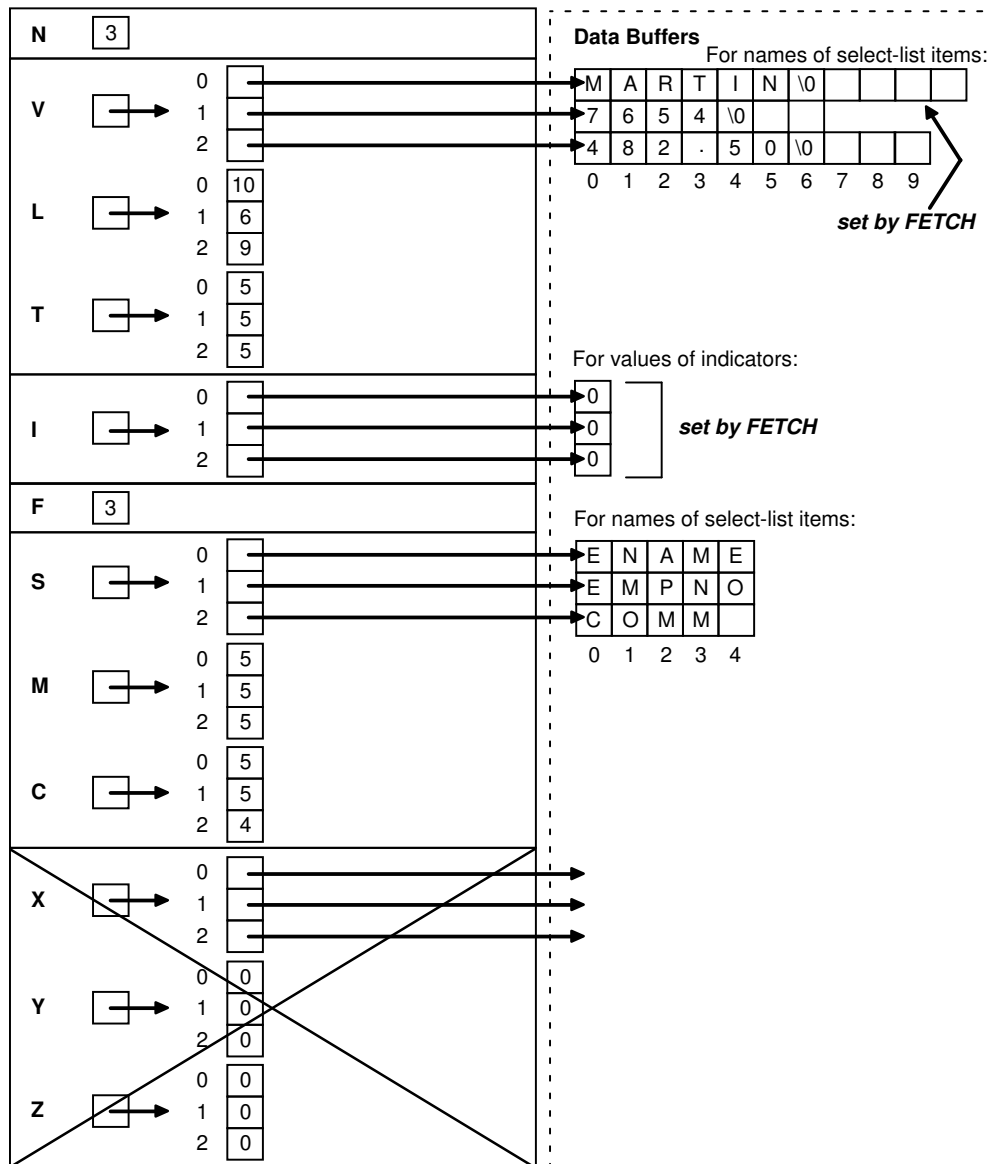 N 3
Data Buffers
For names of select-list items:
V 0
1
2
M A R T I N \0
7 6 5 4 \0
4 8 2 . 5 0 \0
0 1 2 3 4 5 6 7 8 9
set by FETCH
L 0 10
1 6
2 9
T 0 5
1 5
2 5
For values of indicators:
I 0
1
2
0
0
0
set by FETCH
F 3
For names of select-list items:
S 0
1
2
E N A M E
E M P N O
C O M M
0 1 2 3 4
M 0 5
1 5
2 5
C 0 5
1 5
2 4
X 0
1
2
Y 0 0
1 0
2 0
Z 0 0
1 0
2 0